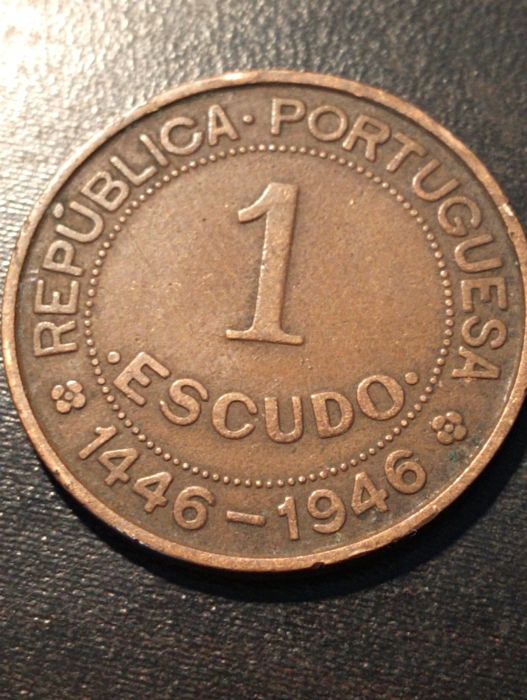 REPÚBLICA · PORTUGUESA
1
· ESCUDO ·
1446-1946